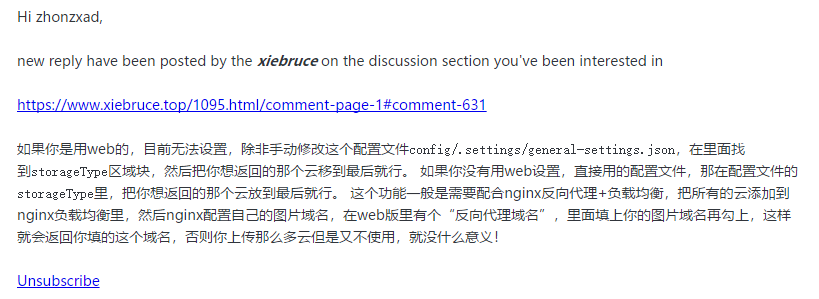 Hi zhonzxad,
new reply have been posted by the xiebruce on the discussion section you've been interested in
https://www.xiebruce.top/1095.html/comment-page-1#comment-631
如果你是用web的，目前无法设置，除非手动修改这个配置文件config/.settings/general-settings.json，在里面找
到storageType区域块，然后把你想返回的那个云移到最后就行。 如果你没有用web设置，直接用的配置文件，那在配置文件的
storageType里，把你想返回的那个云放到最后就行。 这个功能一般是需要配合nginx反向代理+负载均衡，把所有的云添加到
nginx负载均衡里，然后nginx配置自己的图片域名，在web版里有个“反向代理域名”，里面填上你的图片域名再勾上，这样
就会返回你填的这个域名，否则你上传那么多云但是又不使用，就没什么意义！
Unsubscribe